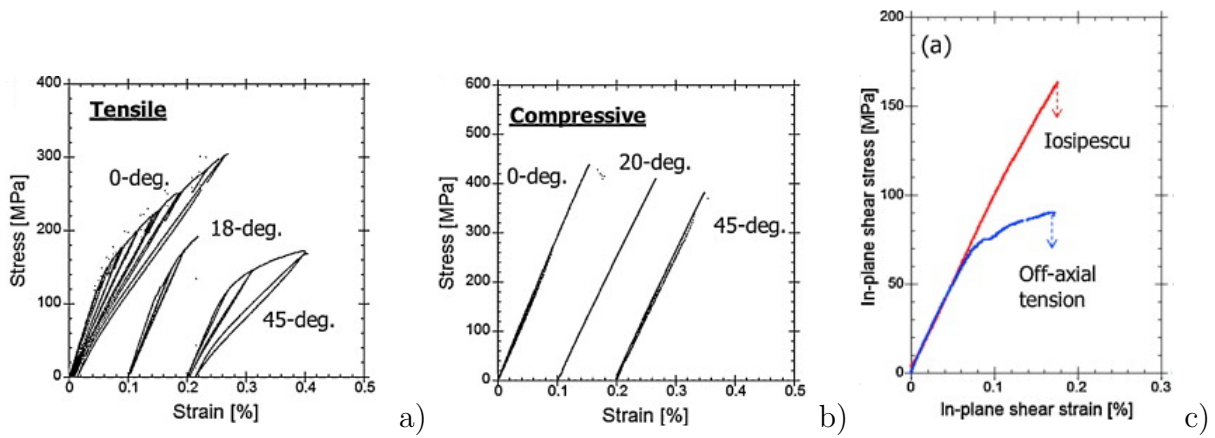 400
300
200
100
0
0
0.1
0.2
0.3
0.4
0.5
Stress [MPa]
Strain [%]
Tensile
0-deg.
18-deg.
45-deg.
a)
600
500
400
300
200
100
0
0
0.1
0.2
0.3
0.4
0.5
Stress [MPa]
Strain [%]
Compressive
0-deg.
20-deg.
45-deg.
b)
200
150
100
50
0
0
0.1
0.2
0.3
In-plane shear stress [MPa]
In-plane shear strain [%]
(a)
Iosipescu
Off-axial
tension
c)